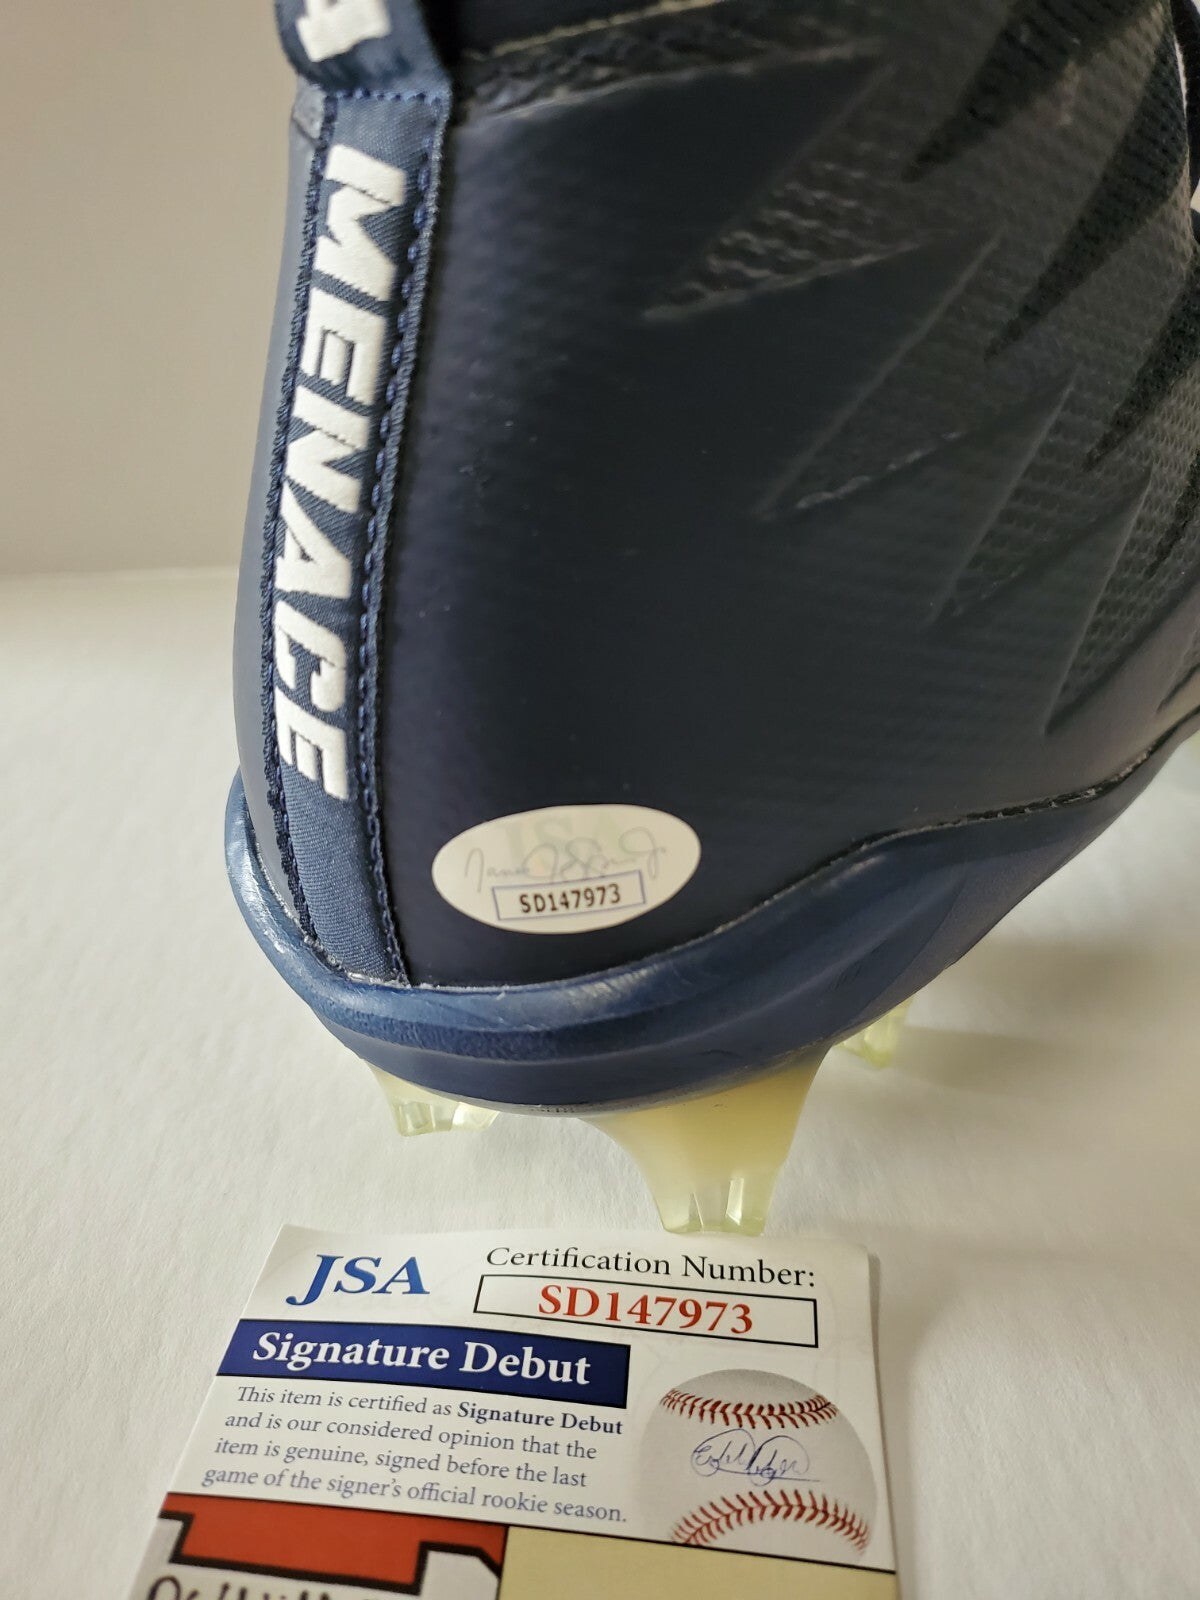 MENACE
JSA
SD147973
JSA
Certification Number:
SD147973
Signature Debut
This item is certified as Signature Debut
and is our considered opinion that the
item is genuine, signed before the last
game of the signer's official rookie season.